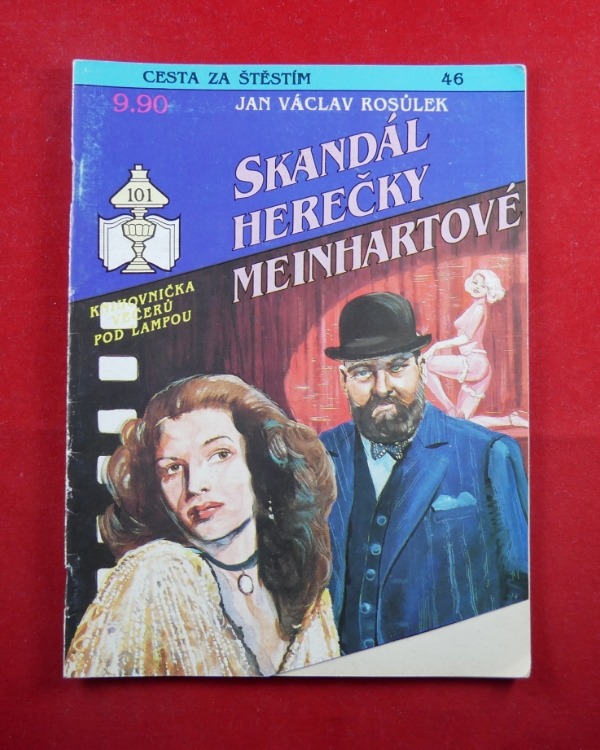 CESTA ZA ŠTĚSTÍM 46
9.90 JAN VÁCLAV ROSŮLEK
SKANDÁL
HEREČKY
MEINHARTOVÉ
101
KNIHOVNIČKA
VEČERŮ
POD LAMPOU